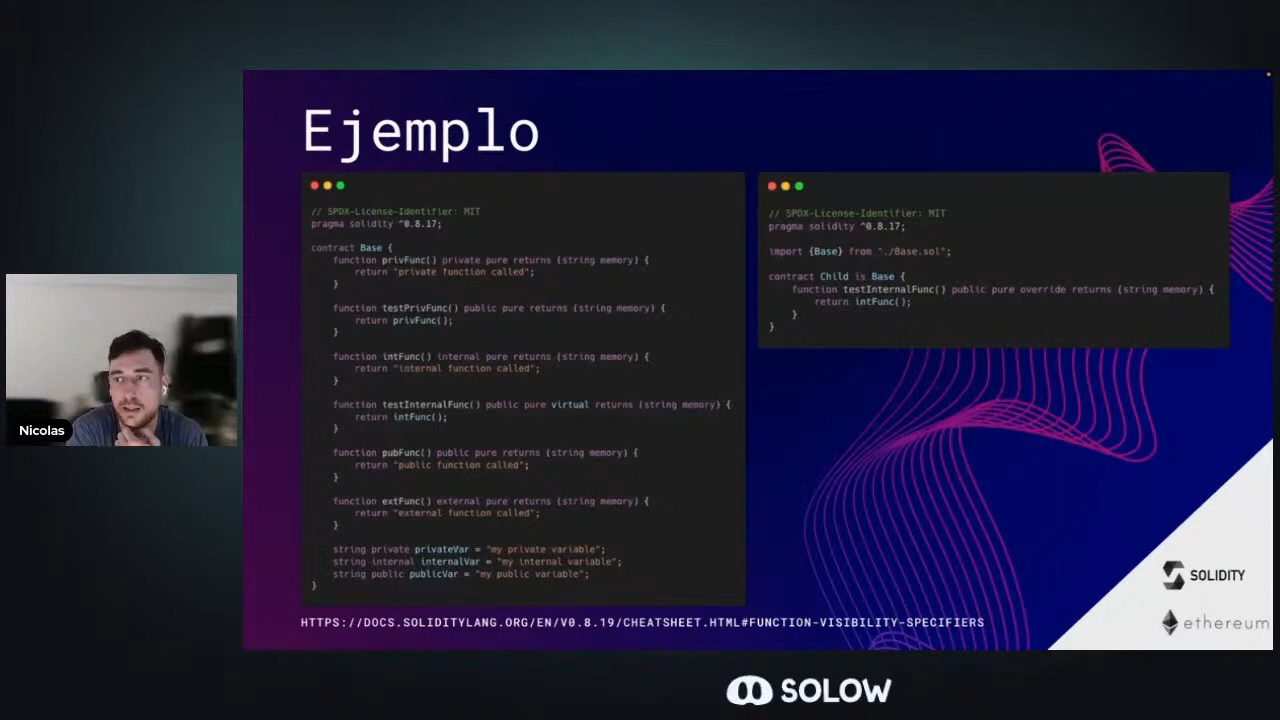 Ejemplo
// SPDX-License-Identifier: MIT
pragma solidity ^0.8.17;
contract Base {
function privFunc() private pure returns (string memory) {
return "private function called";
}
function testPrivFunc() public pure returns (string memory) {
return privFunc();
}
function intFunc() internal pure returns (string memory) {
return "internal function called";
}
function testInternalFunc() public pure virtual returns (string memory) {
return intFunc();
}
function pubFunc() public pure returns (string memory) {
return "public function called";
}
function extFunc() external pure returns (string memory) {
return "external function called";
}
string private privateVar = "my private variable";
string internal internalVar = "my internal variable";
string public publicVar = "my public variable";
}
// SPDX-License-Identifier: MIT
pragma solidity ^0.8.17;
import {Base} from "./Base.sol";
contract Child is Base {
function testInternalFunc() public pure override returns (string memory) {
return intFunc();
}
}
HTTPS://DOCS.SOLIDITYLANG.ORG/EN/V0.8.19/CHEATSHEET.HTML#FUNCTION-VISIBILITY-SPECIFIERS
SOLIDITY
ethereum
Nicolas
SOLOW